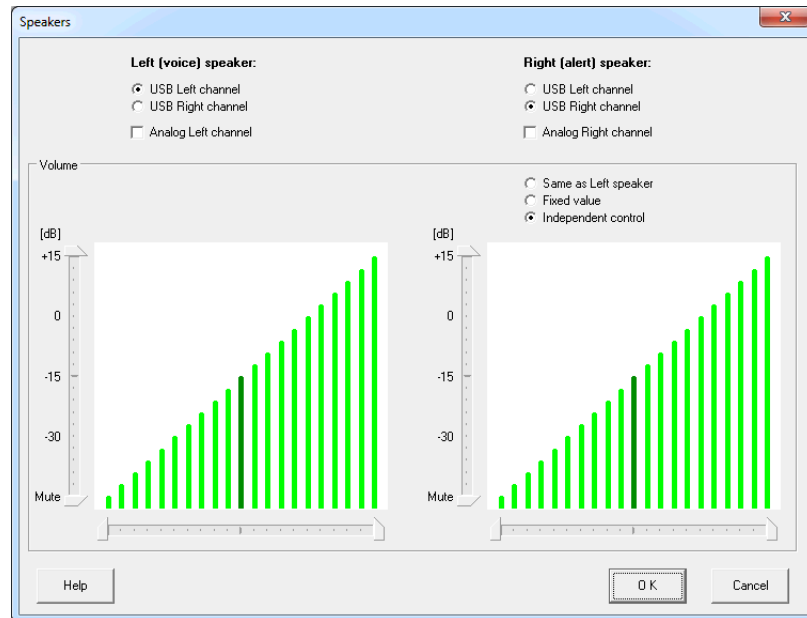 Speakers
Left (voice) speaker:
USB Left channel
USB Right channel
Analog Left channel
Right (alert) speaker:
USB Left channel
USB Right channel
Analog Right channel
Volume
Same as Left speaker
Fixed value
Independent control
[dB]
+15
0
-15
-30
Mute
[dB]
+15
0
-15
-30
Mute
Help
O K
Cancel